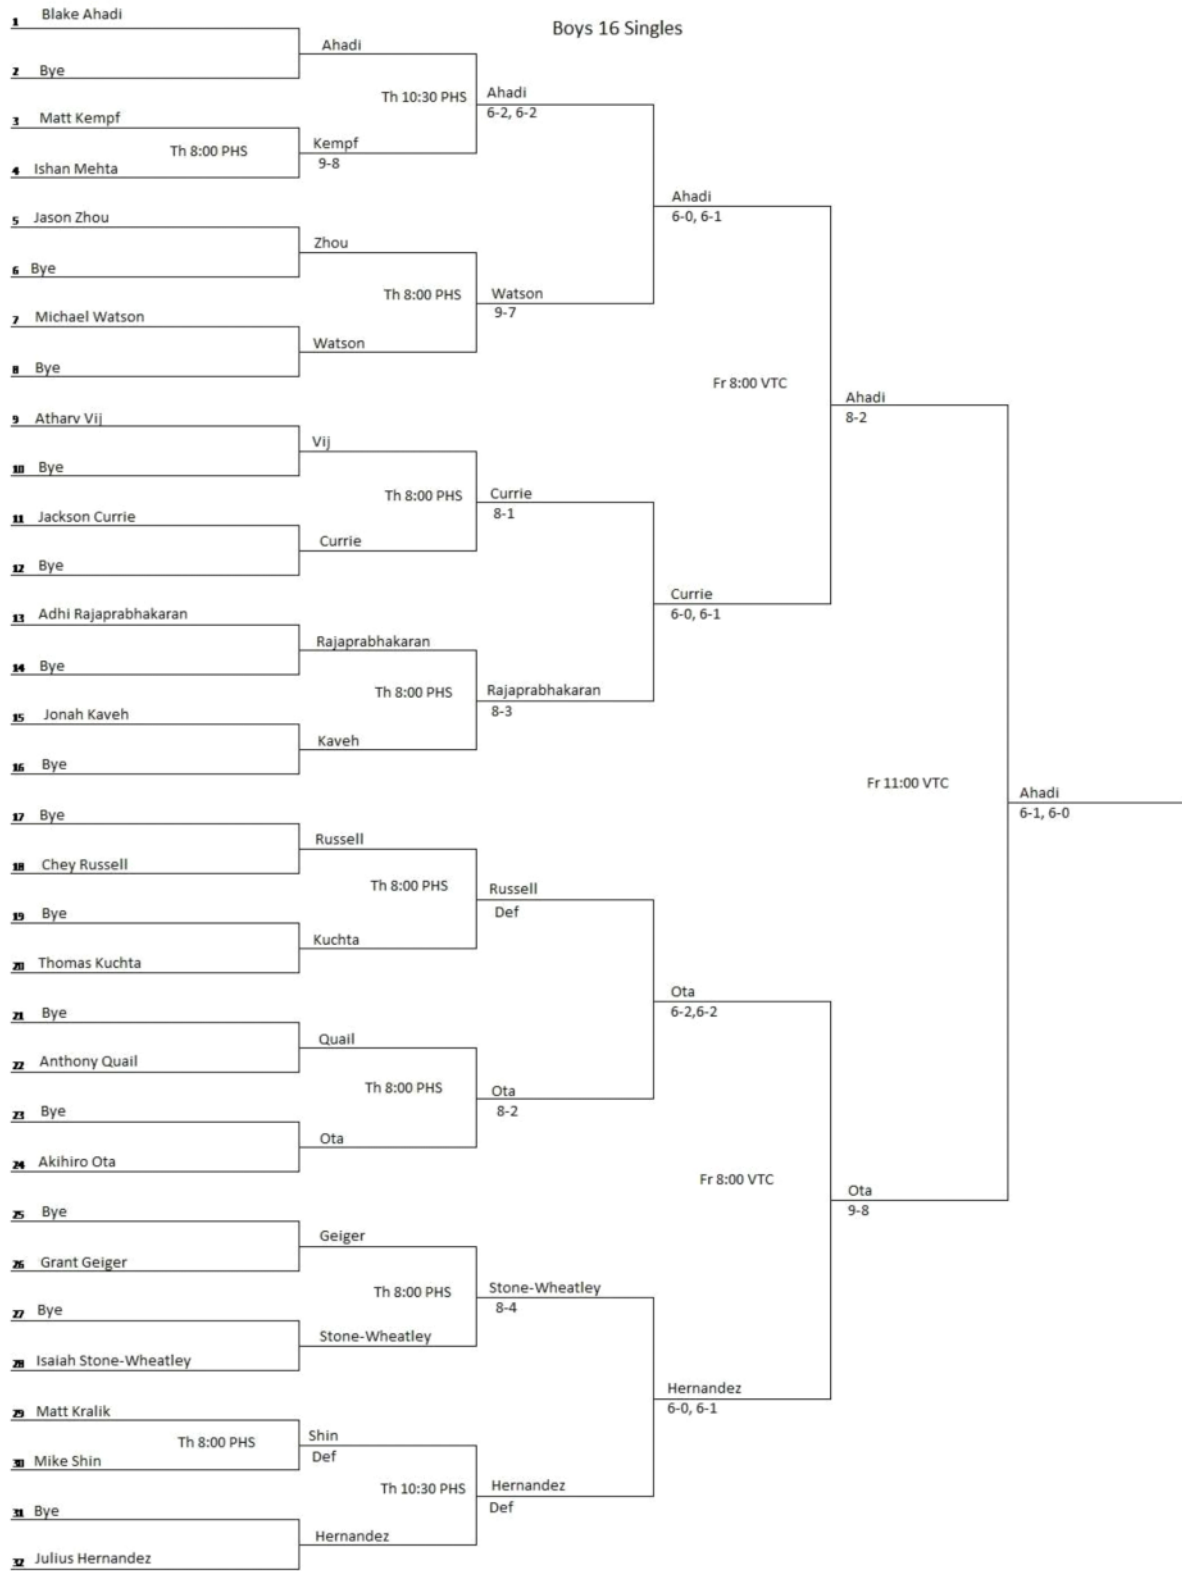 Boys 16 Singles
1 Blake Ahadi
Ahadi
2 Bye
Th 10:30 PHS
Ahadi
6-2, 6-2
3 Matt Kempf
Th 8:00 PHS
Kempf
9-8
4 Ishan Mehta
Ahadi
6-0, 6-1
5 Jason Zhou
Zhou
6 Bye
Th 8:00 PHS
Watson
9-7
7 Michael Watson
Watson
8 Bye
Fr 8:00 VTC
Ahadi
8-2
9 Atharv Vij
Vij
10 Bye
Th 8:00 PHS
Currie
8-1
11 Jackson Currie
Currie
12 Bye
Currie
6-0, 6-1
13 Adhi Rajaprabhakaran
Rajaprabhakaran
14 Bye
Th 8:00 PHS
Rajaprabhakaran
8-3
15 Jonah Kaveh
Kaveh
16 Bye
Fr 11:00 VTC
Ahadi
6-1, 6-0
17 Bye
Russell
18 Chey Russell
Th 8:00 PHS
Russell
Def
19 Bye
Kuchta
20 Thomas Kuchta
Ota
6-2,6-2
21 Bye
Quail
22 Anthony Quail
Th 8:00 PHS
Ota
8-2
23 Bye
Ota
24 Akihiro Ota
Fr 8:00 VTC
Ota
9-8
25 Bye
Geiger
26 Grant Geiger
Th 8:00 PHS
Stone-Wheatley
8-4
27 Bye
Stone-Wheatley
28 Isaiah Stone-Wheatley
Hernandez
6-0, 6-1
29 Matt Kralik
Th 8:00 PHS
Shin
Def
30 Mike Shin
Th 10:30 PHS
Hernandez
Def
31 Bye
Hernandez
32 Julius Hernandez